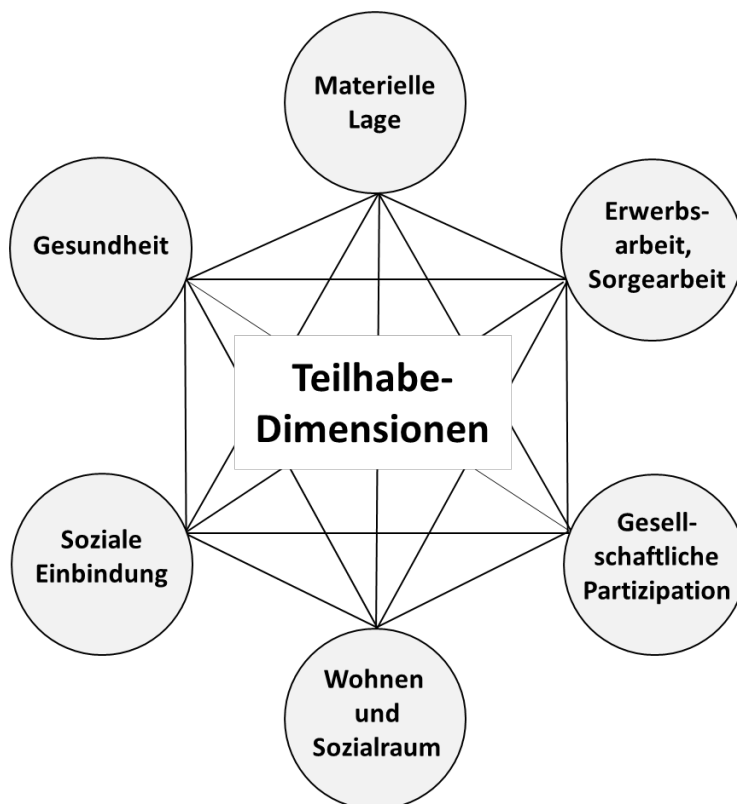 Materielle
Lage
Gesundheit
Erwerbs-
arbeit,
Sorgearbeit
Teilhabe-
Dimensionen
Soziale
Einbindung
Gesell-
schaftliche
Partizipation
Wohnen
und
Sozialraum